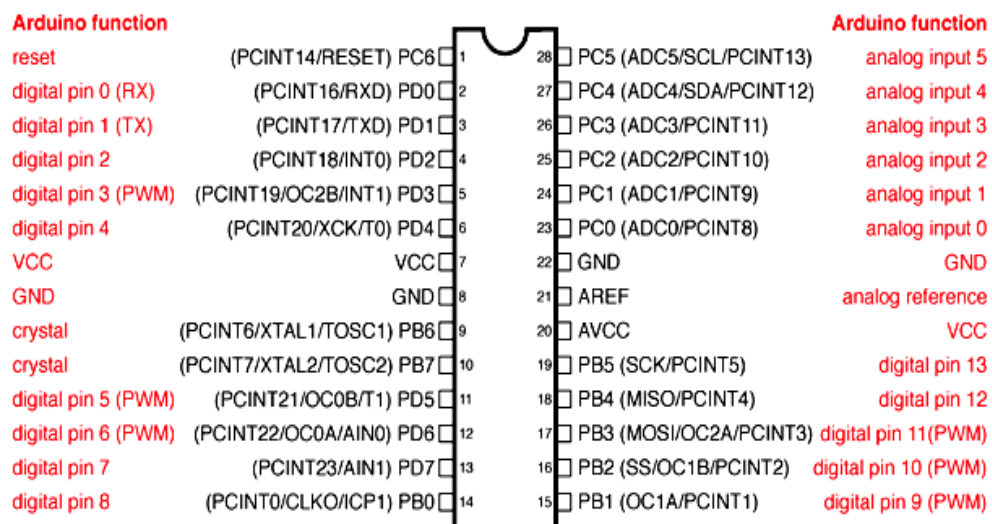 Arduino function Arduino function
reset (PCINT14/RESET) PC6 1 28 PC5 (ADC5/SCL/PCINT13) analog input 5
digital pin 0 (RX) (PCINT16/RXD) PD0 2 27 PC4 (ADC4/SDA/PCINT12) analog input 4
digital pin 1 (TX) (PCINT17/TXD) PD1 3 26 PC3 (ADC3/PCINT11) analog input 3
digital pin 2 (PCINT18/INT0) PD2 4 25 PC2 (ADC2/PCINT10) analog input 2
digital pin 3 (PWM) (PCINT19/OC2B/INT1) PD3 5 24 PC1 (ADC1/PCINT9) analog input 1
digital pin 4 (PCINT20/XCK/T0) PD4 6 23 PC0 (ADC0/PCINT8) analog input 0
VCC VCC 7 22 GND GND
GND GND 8 21 AREF analog reference
crystal (PCINT6/XTAL1/TOSC1) PB6 9 20 AVCC VCC
crystal (PCINT7/XTAL2/TOSC2) PB7 10 19 PB5 (SCK/PCINT5) digital pin 13
digital pin 5 (PWM) (PCINT21/OC0B/T1) PD5 11 18 PB4 (MISO/PCINT4) digital pin 12
digital pin 6 (PWM) (PCINT22/OC0A/AIN0) PD6 12 17 PB3 (MOSI/OC2A/PCINT3) digital pin 11(PWM)
digital pin 7 (PCINT23/AIN1) PD7 13 16 PB2 (SS/OC1B/PCINT2) digital pin 10 (PWM)
digital pin 8 (PCINT0/CLKO/ICP1) PB0 14 15 PB1 (OC1A/PCINT1) digital pin 9 (PWM)